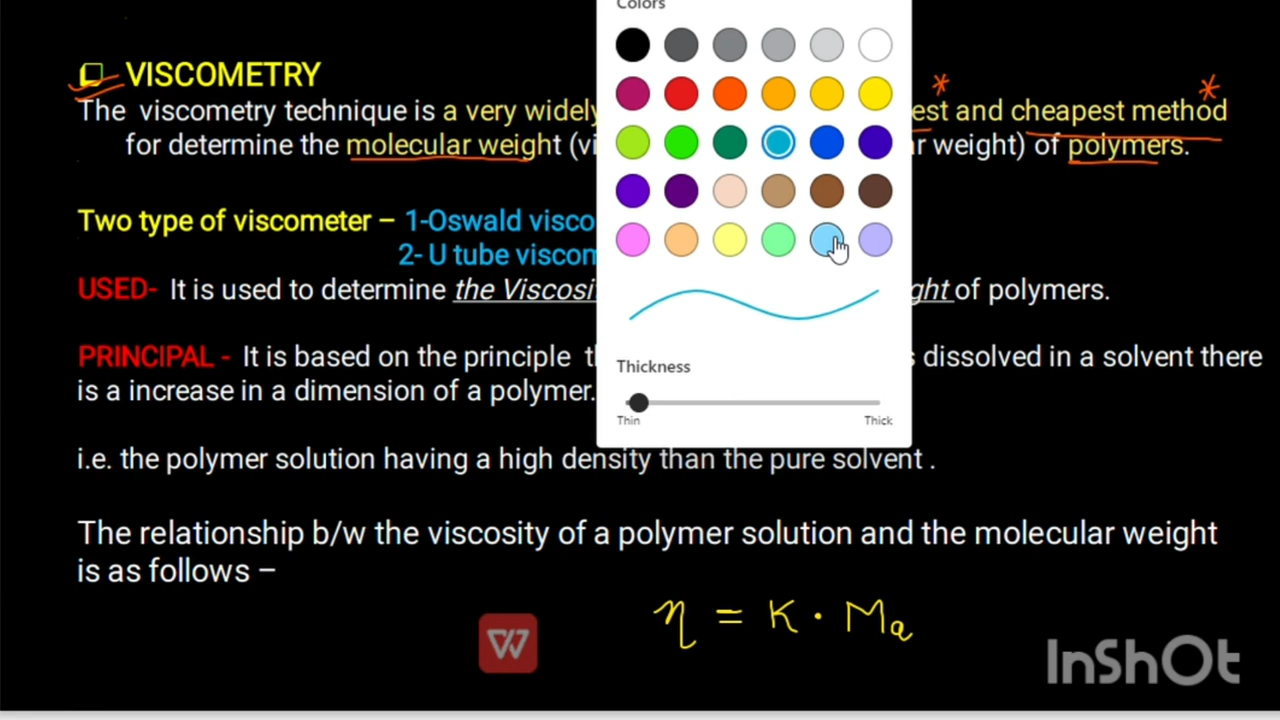 Colors
VISCOMETRY
The viscometry technique is a very widely est and cheapest method
for determine the molecular weight (vi r weight) of polymers.
Two type of viscometer – 1-Oswald visco
2- U tube viscom
USED- It is used to determine the Viscosi ght of polymers.
PRINCIPAL - It is based on the principle th s dissolved in a solvent there
is a increase in a dimension of a polymer.
Thickness
Thin Thick
i.e. the polymer solution having a high density than the pure solvent .
The relationship b/w the viscosity of a polymer solution and the molecular weight
is as follows –
η = K · Ma
InShOt